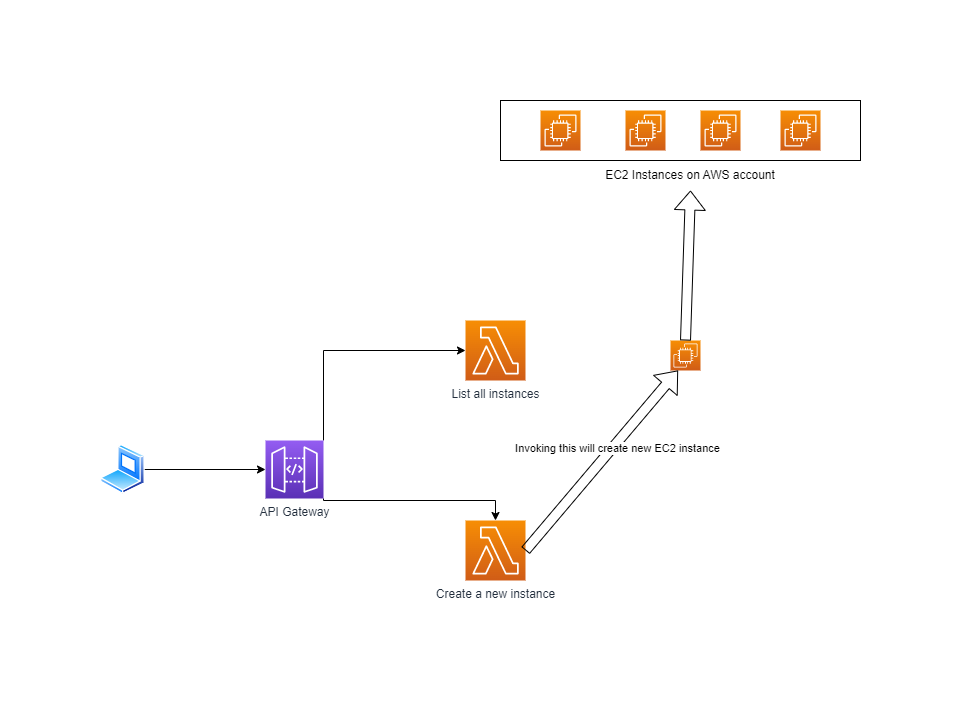 EC2 Instances on AWS account
List all instances
Invoking this will create new EC2 instance
</>
API Gateway
Create a new instance